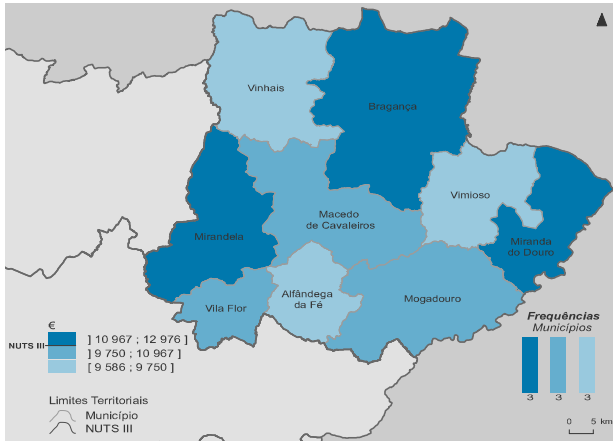 Vinhais
Bragança
Vimioso
Macedo
de Cavaleiros
Mirandela
Miranda
do Douro
Alfândega
da Fé
Mogadouro
Vila Flor
€
NUTS III
] 10 967 ; 12 976 ]
] 9 750 ; 10 967 ]
[ 9 586 ; 9 750 ]
Limites Territoriais
Município
NUTS III
Frequências
Municípios
3 3 3
0 5 km